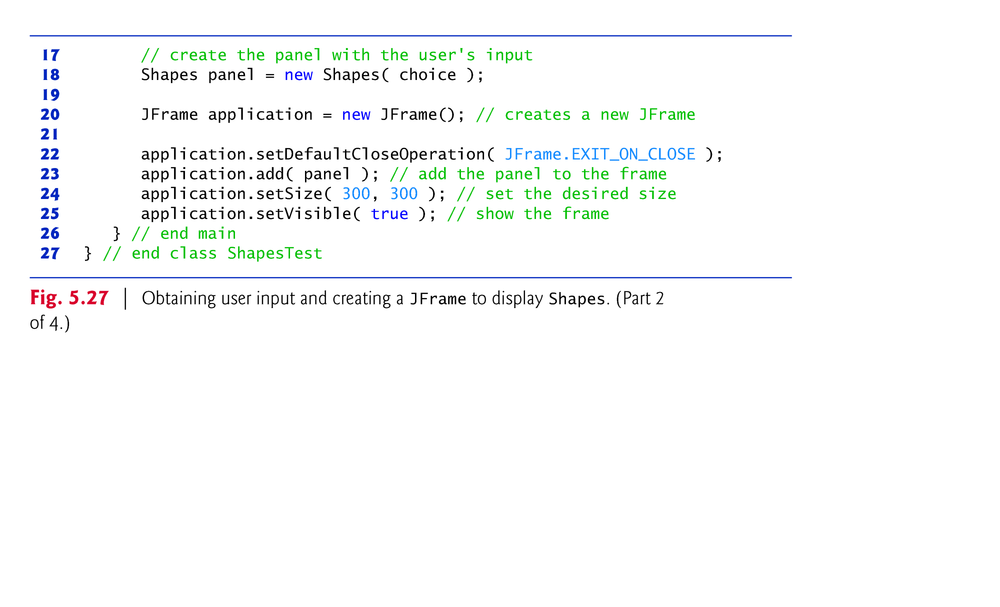 17 // create the panel with the user's input
18 Shapes panel = new Shapes( choice );
19
20 JFrame application = new JFrame(); // creates a new JFrame
21
22 application.setDefaultCloseOperation( JFrame.EXIT_ON_CLOSE );
23 application.add( panel ); // add the panel to the frame
24 application.setSize( 300, 300 ); // set the desired size
25 application.setVisible( true ); // show the frame
26 } // end main
27 } // end class ShapesTest
Fig. 5.27 | Obtaining user input and creating a JFrame to display Shapes. (Part 2
of 4.)